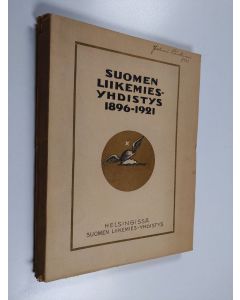 SUOMEN
LIIKEMIES-
YHDISTYS
1896-1921
HELSINGISSÄ
SUOMEN LIIKEMIES-YHDISTYS